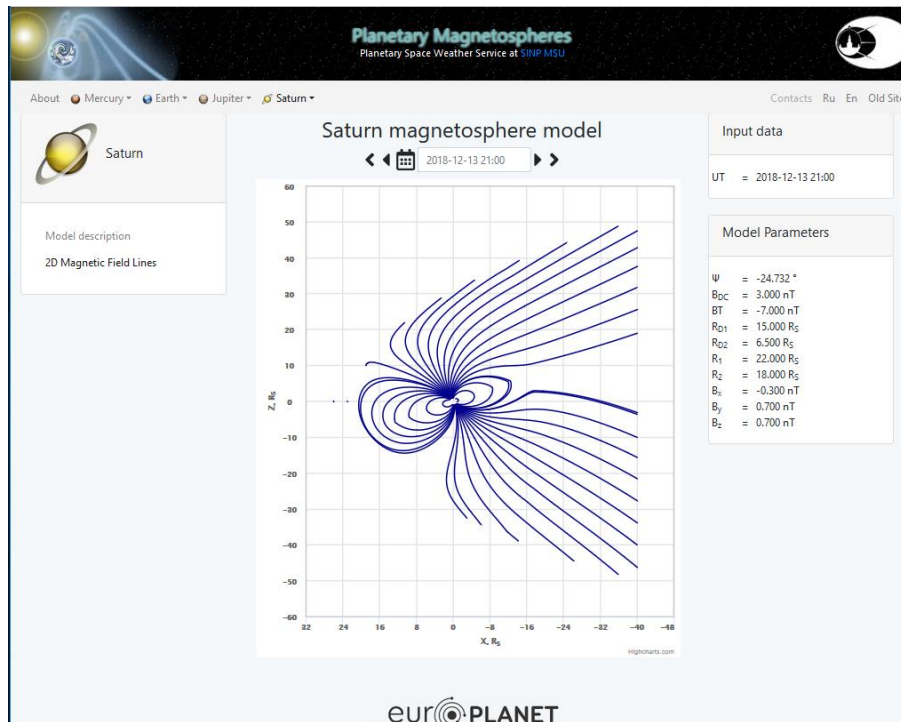 Planetary Magnetospheres
Planetary Space Weather Service at SINP MSU
About Mercury Earth Jupiter Saturn Contacts Ru En Old Site
Saturn
Model description
2D Magnetic Field Lines
Saturn magnetosphere model
2018-12-13 21:00
60
50
40
30
20
10
0
-10
-20
-30
-40
-50
-60
Z, RS
32 24 16 8 0 -8 -16 -24 -32 -40 -48
X, RS
Highcharts.com
Input data
UT = 2018-12-13 21:00
Model Parameters
Ψ = -24.732 °
BDC = 3.000 nT
BT = -7.000 nT
RD1 = 15.000 RS
RD2 = 6.500 RS
R1 = 22.000 RS
R2 = 18.000 RS
Bx = -0.300 nT
By = 0.700 nT
Bz = 0.700 nT
europlanet